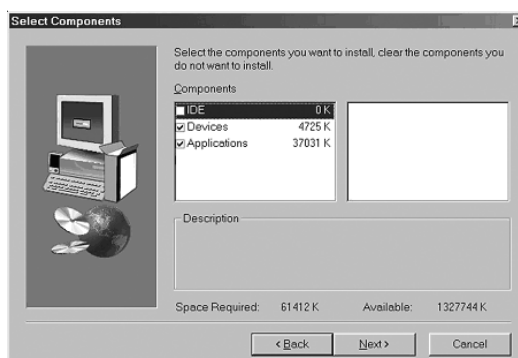 Select Components
Select the components you want to install, clear the components you
do not want to install.
Components
IDE 0 K
Devices 4725 K
Applications 37031 K
Description
Space Required: 61412 K Available: 1327744 K
< Back Next > Cancel